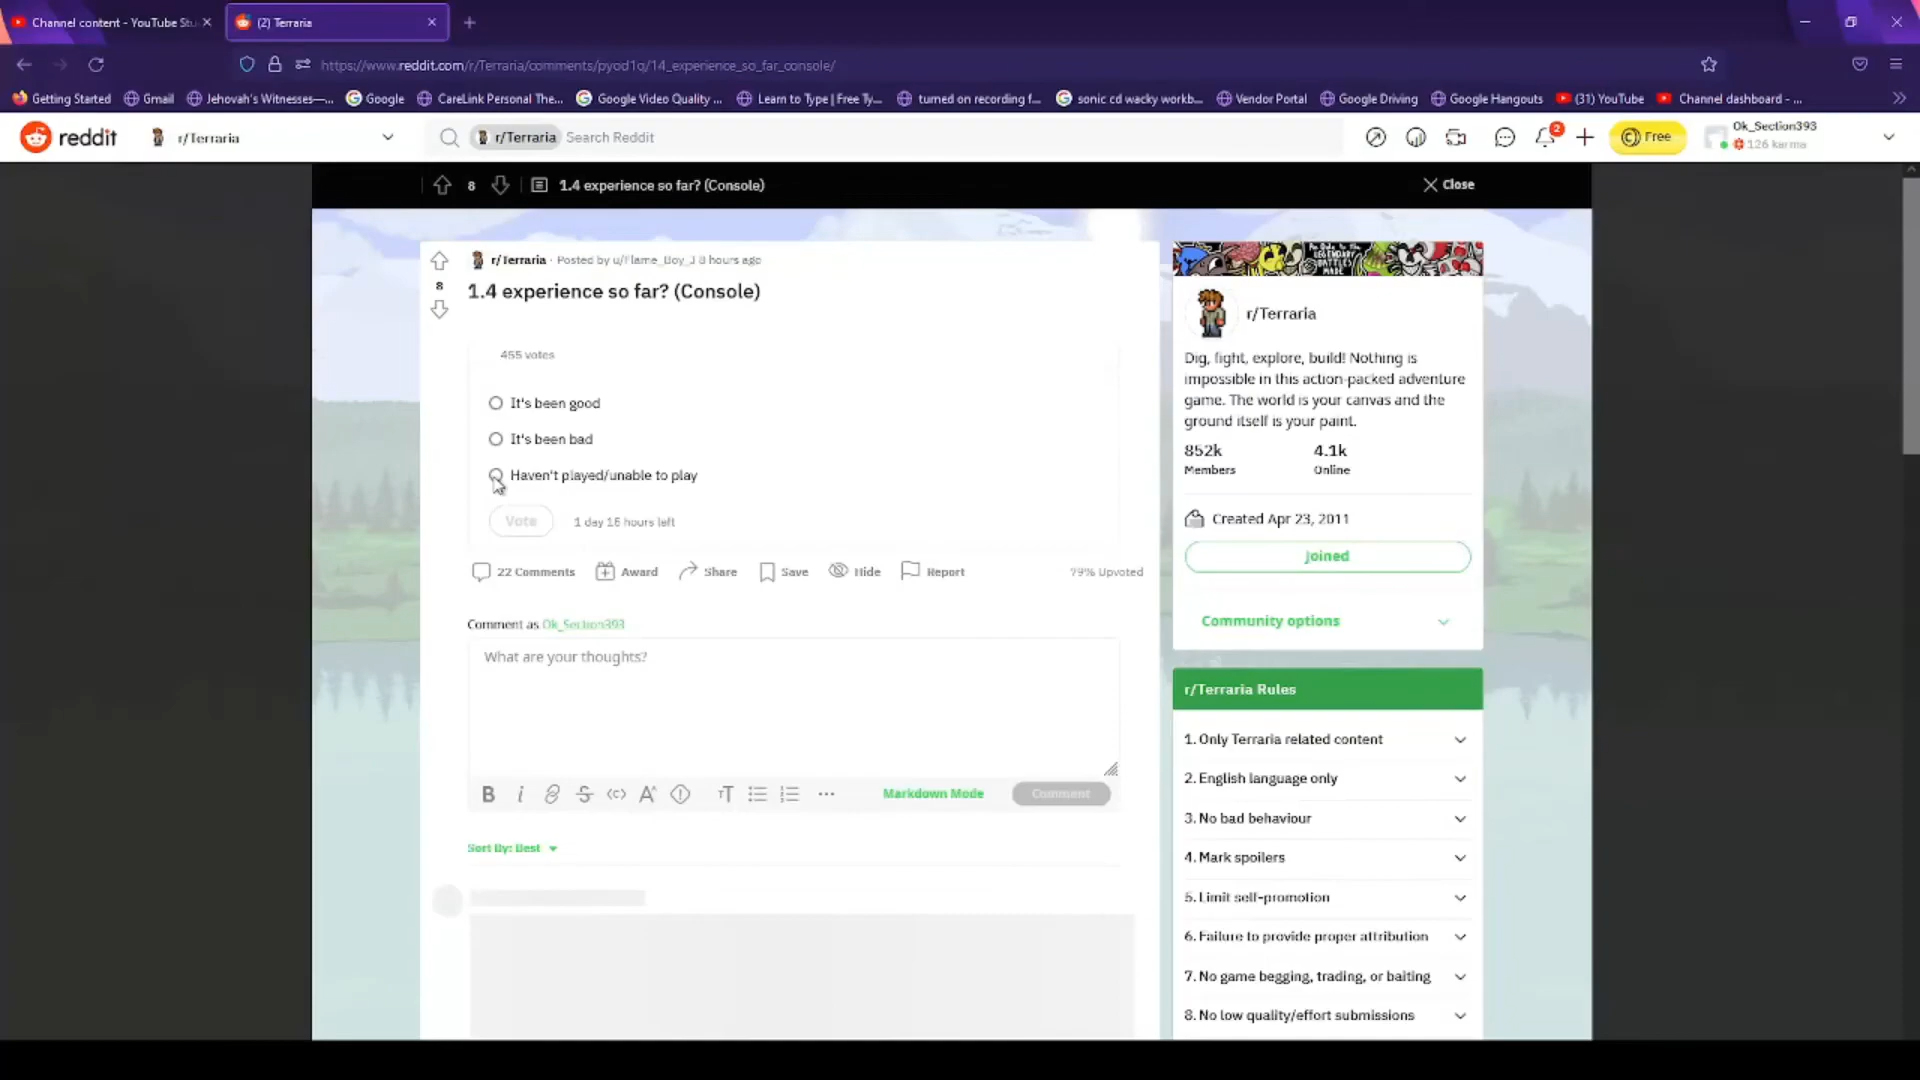 Channel content - YouTube Stu
(2) Terraria
https://www.reddit.com/r/Terraria/comments/pyod1q/14_experience_so_far_console/
Getting Started
Gmail
Jehovah's Witnesses—...
Google
CareLink Personal The...
Google Video Quality ...
Learn to Type | Free Ty...
turned on recording f...
sonic cd wacky workb...
Vendor Portal
Google Driving
Google Hangouts
(31) YouTube
Channel dashboard - ...
reddit
r/Terraria
r/Terraria Search Reddit
2
Free
Ok_Section393
126 karma
8
1.4 experience so far? (Console)
Close
r/Terraria · Posted by u/Flame_Boy_J 8 hours ago
8
1.4 experience so far? (Console)
455 votes
It's been good
It's been bad
Haven't played/unable to play
Vote
1 day 15 hours left
22 Comments
Award
Share
Save
Hide
Report
79% Upvoted
Comment as Ok_Section393
What are your thoughts?
Markdown Mode
Comment
Sort By: Best
r/Terraria
Dig, fight, explore, build! Nothing is
impossible in this action-packed adventure
game. The world is your canvas and the
ground itself is your paint.
852k
Members
4.1k
Online
Created Apr 23, 2011
Joined
Community options
r/Terraria Rules
1. Only Terraria related content
2. English language only
3. No bad behaviour
4. Mark spoilers
5. Limit self-promotion
6. Failure to provide proper attribution
7. No game begging, trading, or baiting
8. No low quality/effort submissions